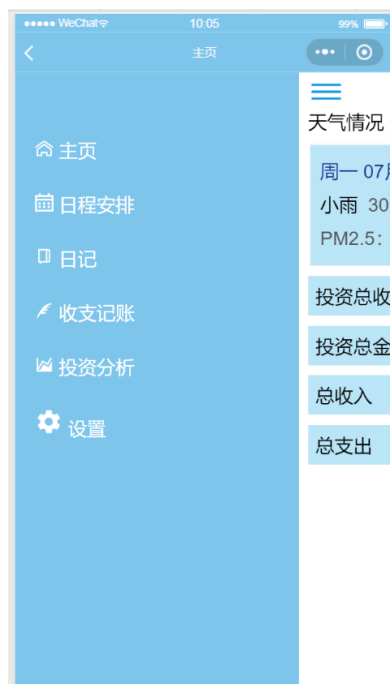 WeChat 10:05 99%
主页
天气情况
主页
周一 07
小雨 30
日程安排
PM2.5：
日记
投资总收
收支记账
投资总金
投资分析
总收入
设置
总支出